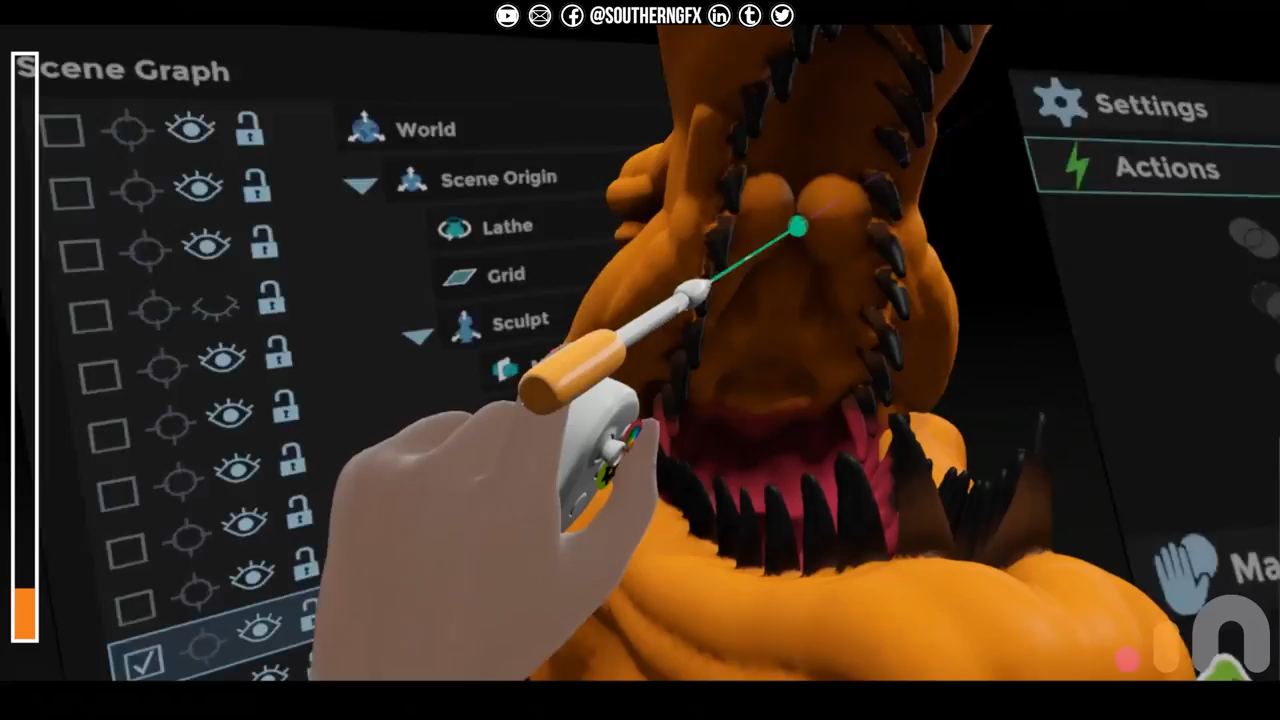 @SOUTHERNGFX
Scene Graph
World
Scene Origin
Lathe
Grid
Sculpt
Settings
Actions